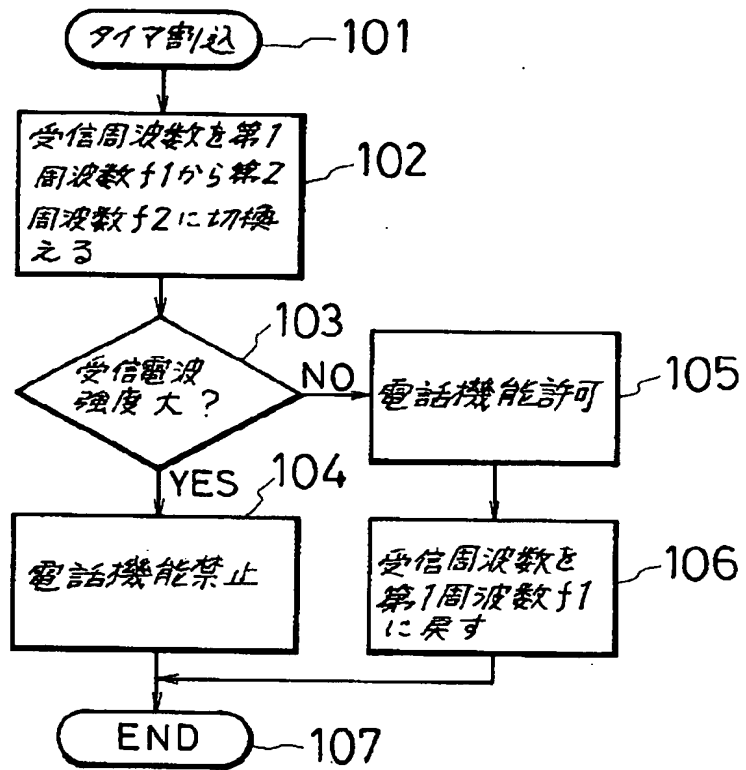 タイマ割込
101
受信周波数を第1
周波数f1から第2
周波数f2に切換
える
102
受信電波
強度大?
103
NO
YES
電話機能許可
105
104
電話機能禁止
受信周波数を
第1周波数f1
に戻す
106
END
107